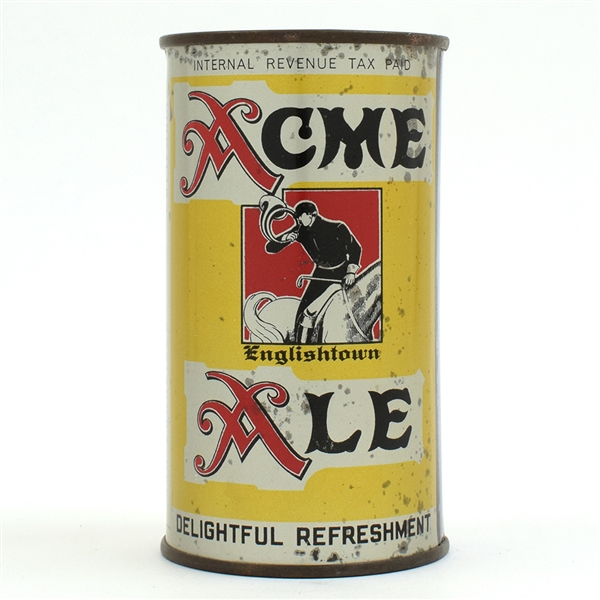 INTERNAL REVENUE TAX PAID
ACME
Englishtown
ALE
DELIGHTFUL REFRESHMENT